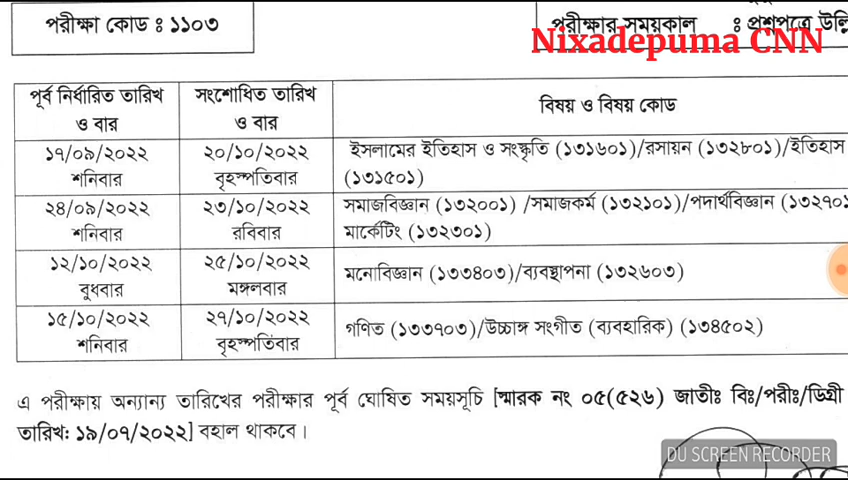 পরীক্ষা কোড ঃ ১১০৩
পরীক্ষার সময়কাল ঃ প্রশ্নপত্রে
Nixadepuma CNN
পূর্ব নির্ধারিত তারিখ ও বার
সংশোধিত তারিখ ও বার
বিষয় ও বিষয় কোড
১৭/০৯/২০২২
শনিবার
২০/১০/২০২২
বৃহস্পতিবার
ইসলামের ইতিহাস ও সংস্কৃতি (১৩১৬০১)/রসায়ন (১৩২৮০১)/ইতিহাস
(১৩১৫০১)
২৪/০৯/২০২২
শনিবার
২৩/১০/২০২২
রবিবার
সমাজবিজ্ঞান (১৩২০০১) /সমাজকর্ম (১৩২১০১)/পদার্থবিজ্ঞান (১৩২৭০১
মার্কেটিং (১৩২৩০১)
১২/১০/২০২২
বুধবার
২৫/১০/২০২২
মঙ্গলবার
মনোবিজ্ঞান (১৩৩৪০৩)/ব্যবস্থাপনা (১৩২৬০৩)
১৫/১০/২০২২
শনিবার
২৭/১০/২০২২
বৃহস্পতিবার
গণিত (১৩৩৭০৩)/উচ্চাঙ্গ সংগীত (ব্যবহারিক) (১৩৪৫০২)
এ পরীক্ষায় অন্যান্য তারিখের পরীক্ষার পূর্ব ঘোষিত সময়সূচি [স্মারক নং ০৫(৫২৬) জাতীঃ বিঃ/পরীঃ/ডিগ্রী
তারিখ: ১৯/০৭/২০২২] বহাল থাকবে।
DU SCREEN RECORDER